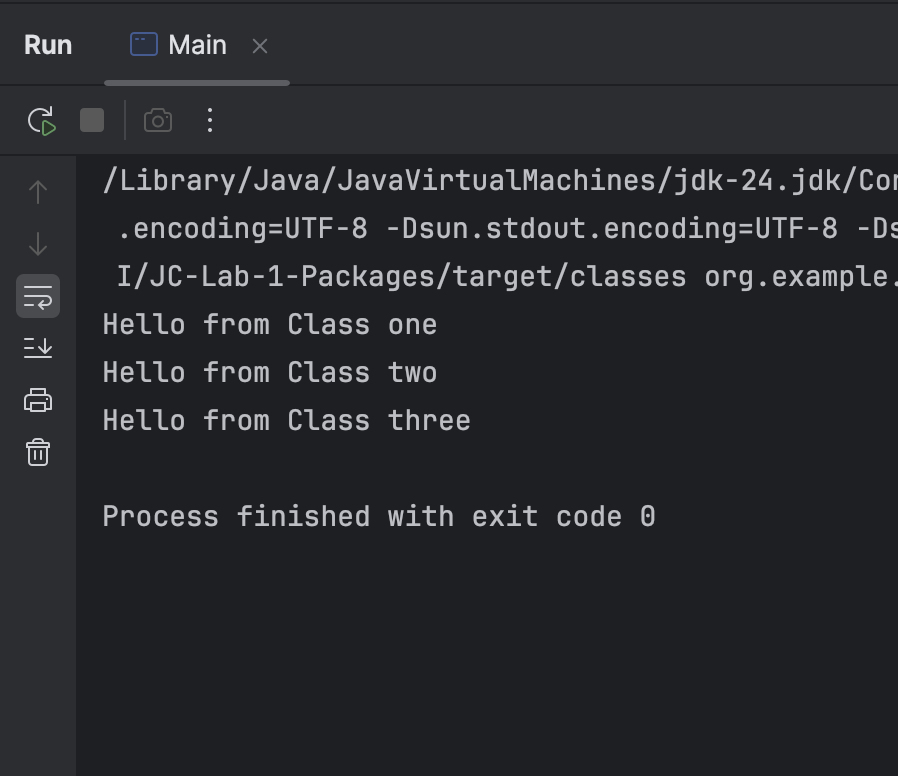 Run Main
/Library/Java/JavaVirtualMachines/jdk-24.jdk/
.encoding=UTF-8 -Dsun.stdout.encoding=UTF-8
I/JC-Lab-1-Packages/target/classes org.example.
Hello from Class one
Hello from Class two
Hello from Class three
Process finished with exit code 0